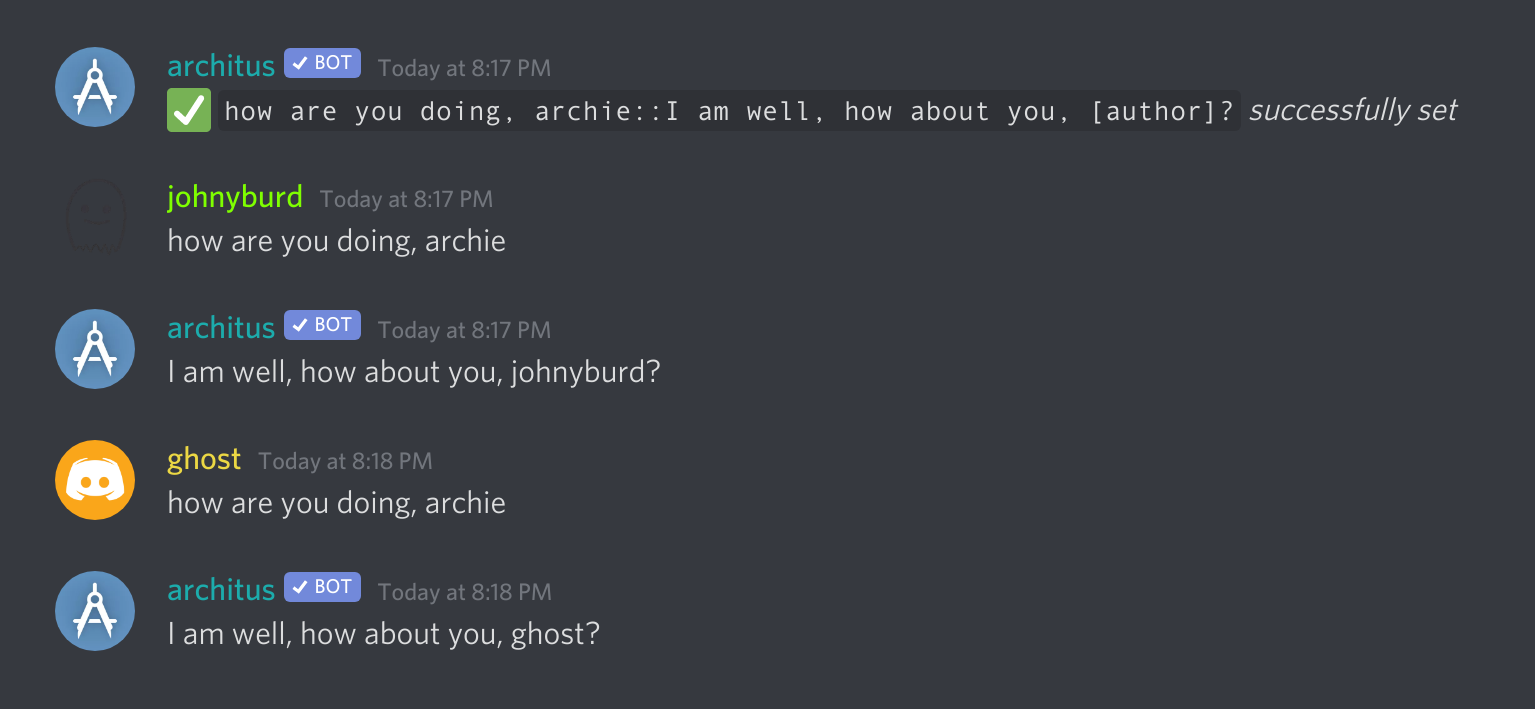 architus ✓ BOT Today at 8:17 PM
✅ how are you doing, archie::I am well, how about you, [author]? successfully set
johnyburd Today at 8:17 PM
how are you doing, archie
architus ✓ BOT Today at 8:17 PM
I am well, how about you, johnyburd?
ghost Today at 8:18 PM
how are you doing, archie
architus ✓ BOT Today at 8:18 PM
I am well, how about you, ghost?